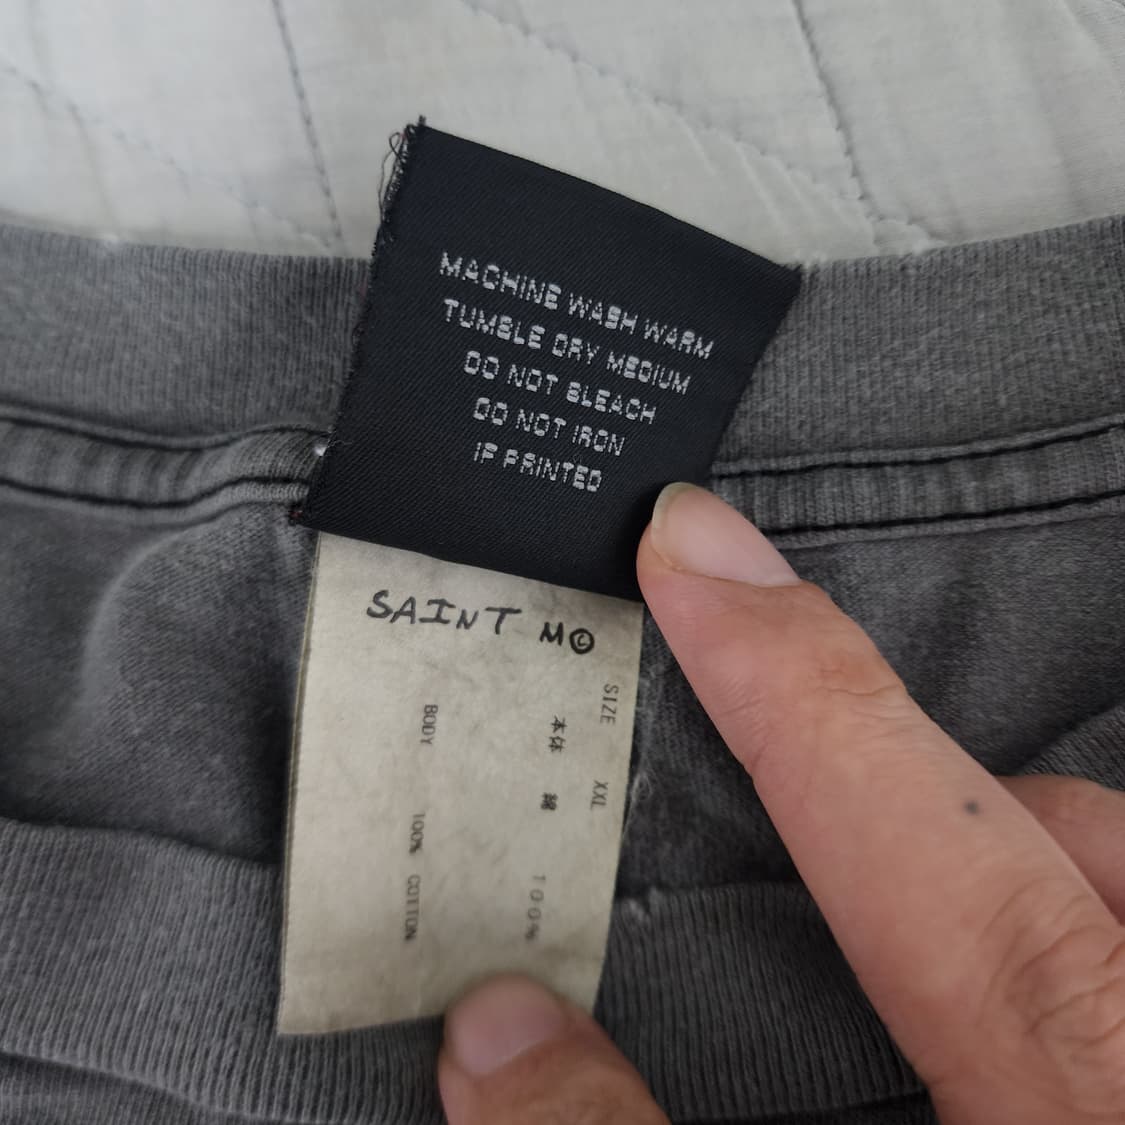 MACHINE WASH WARM
TUMBLE DRY MEDIUM
DO NOT BLEACH
DO NOT IRON
IF PRINTED
SAINT M©
SIZE XXL
本体 綿 100%
BODY 100% COTTON